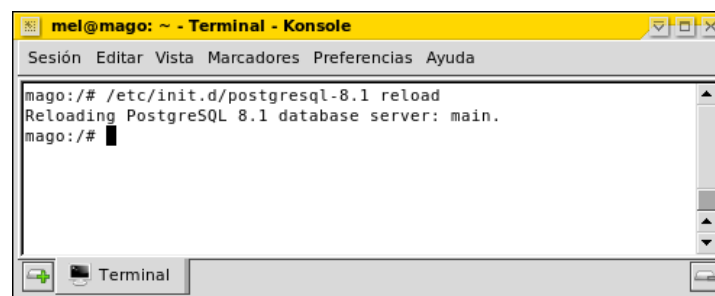 mel@mago: ~ - Terminal - Konsole
Sesión Editar Vista Marcadores Preferencias Ayuda
mago:/# /etc/init.d/postgresql-8.1 reload
Reloading PostgreSQL 8.1 database server: main.
mago:/#
Terminal